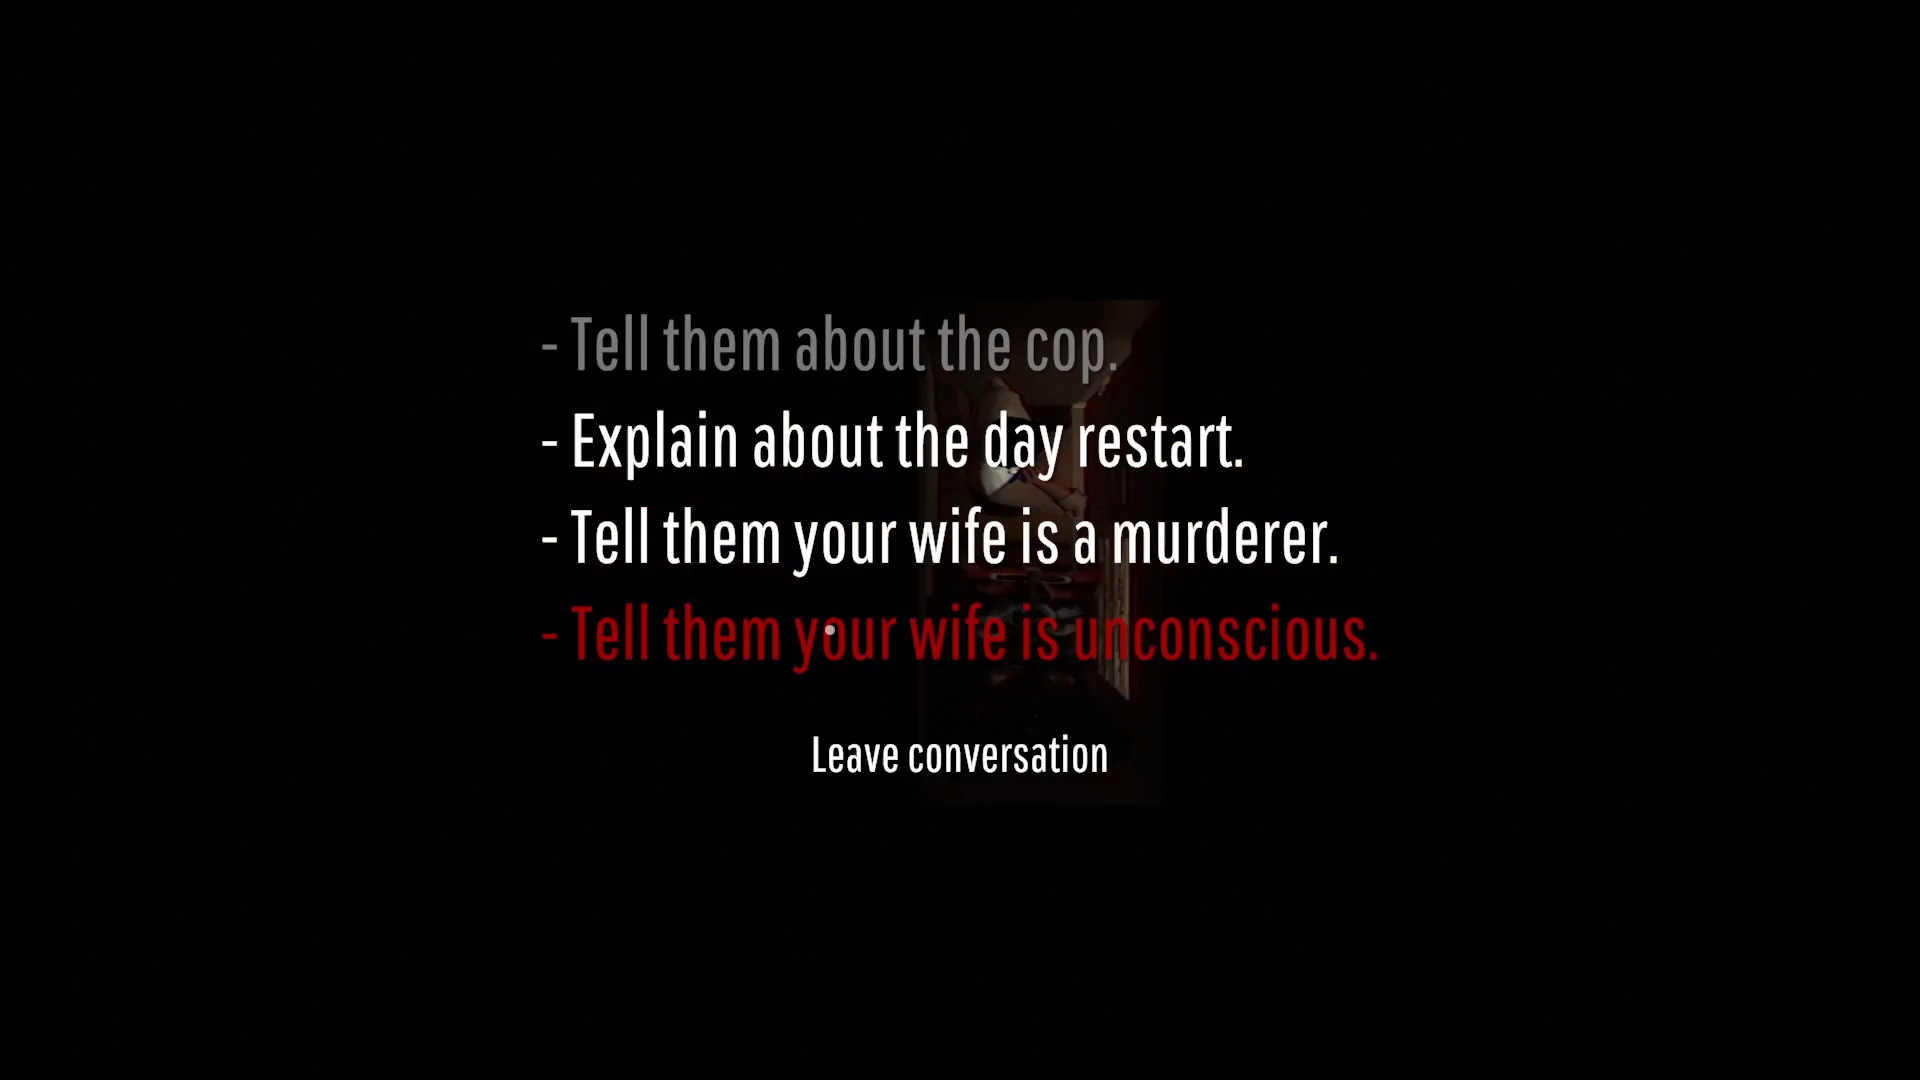 - Tell them about the cop.
- Explain about the day restart.
- Tell them your wife is a murderer.
- Tell them your wife is unconscious.
Leave conversation